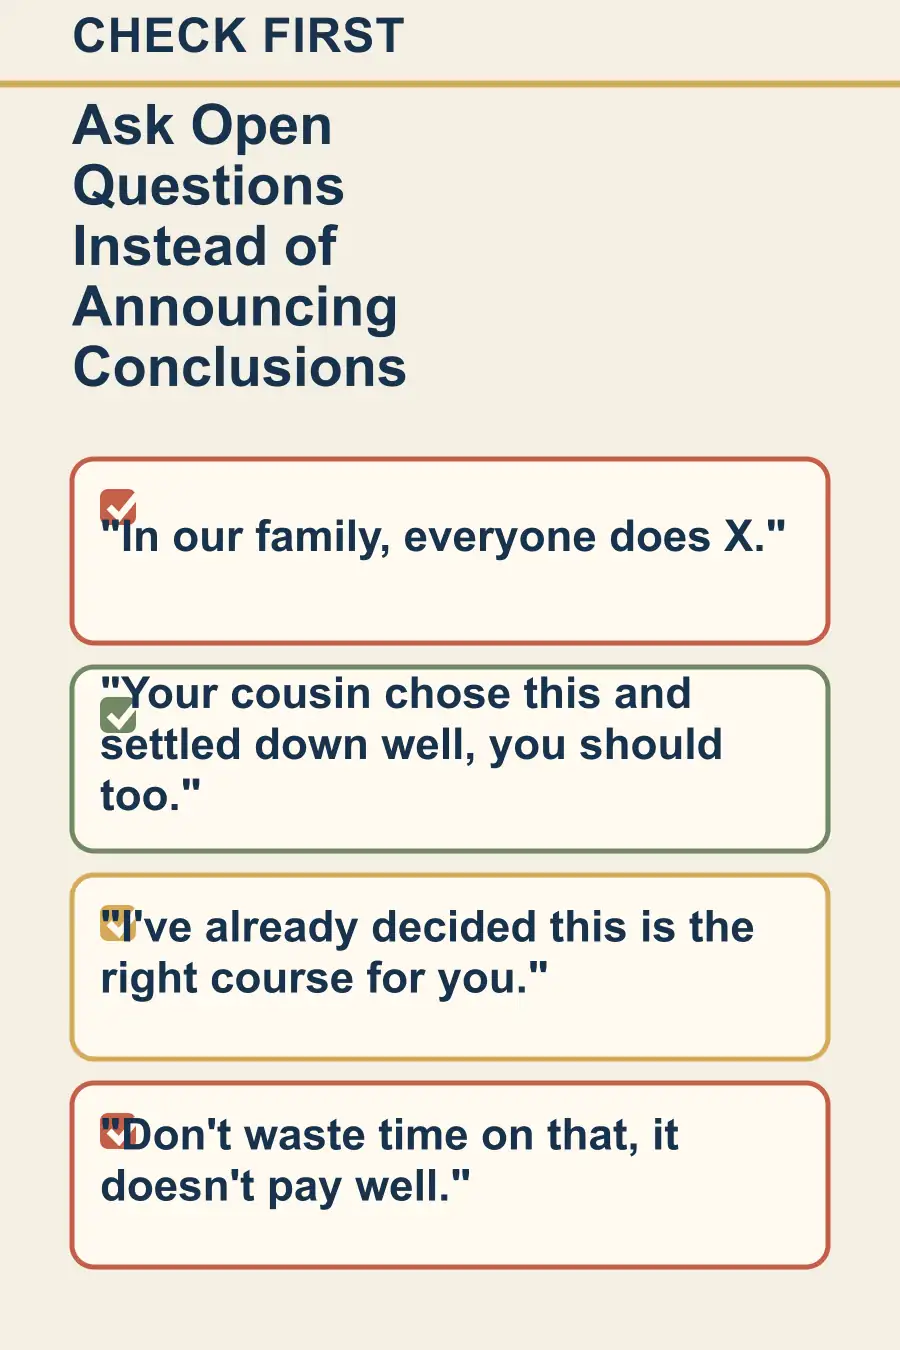 CHECK FIRST
Ask Open
Questions
Instead of
Announcing
Conclusions
"In our family, everyone does X."
"Your cousin chose this and
settled down well, you should
too."
"I've already decided this is the
right course for you."
"Don't waste time on that, it
doesn't pay well."